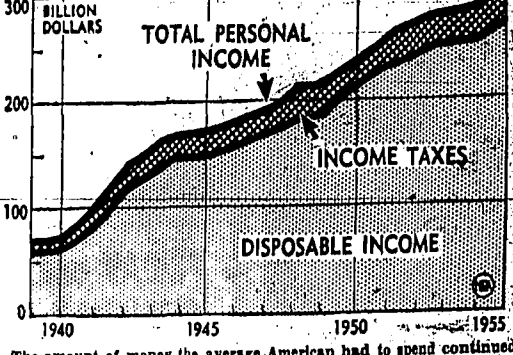 300
BILLION
DOLLARS
TOTAL PERSONAL
INCOME
200
INCOME TAXES
100
DISPOSABLE INCOME
0
1940
1945
1950
1955
The amount of money the average American had to spend continued